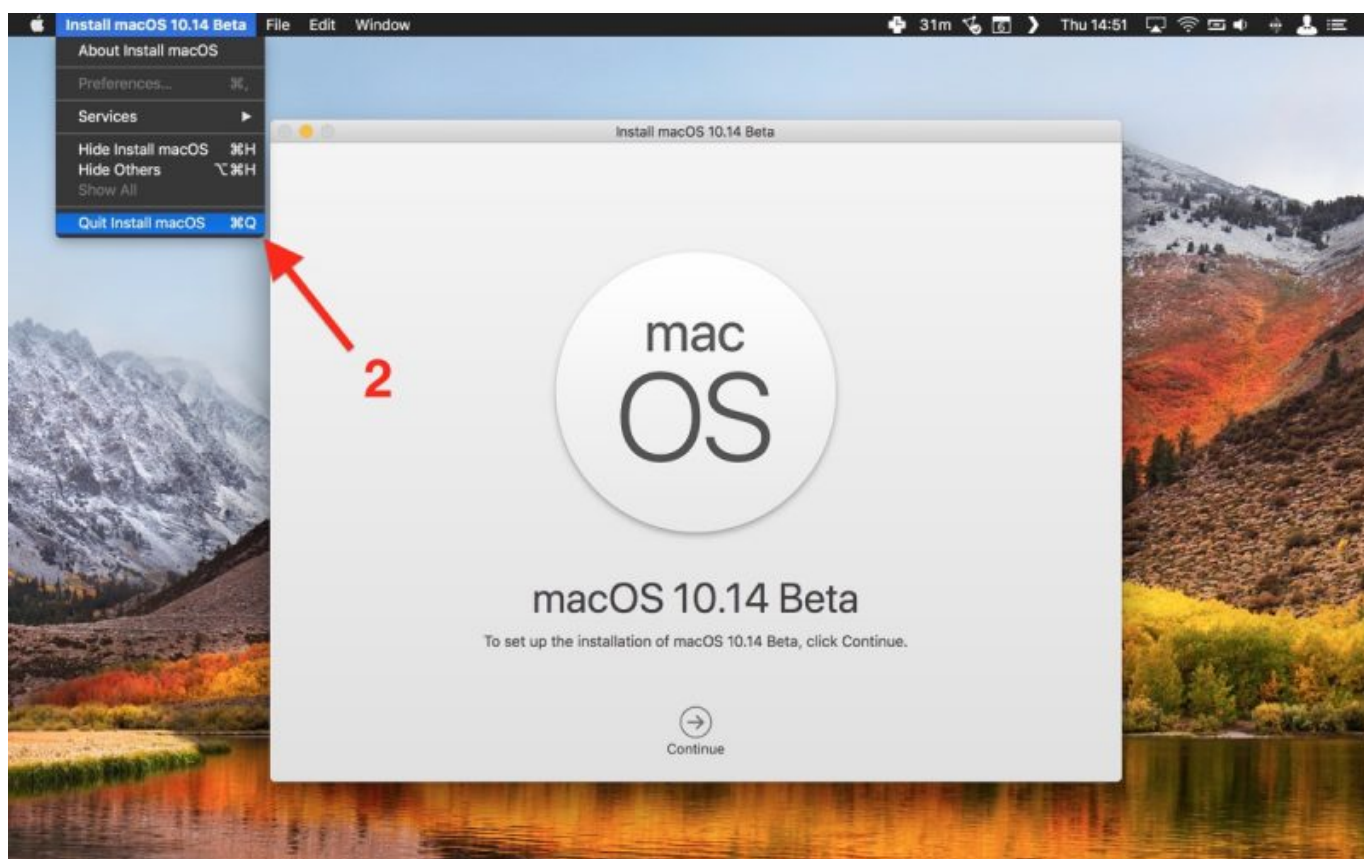 Install macOS 10.14 Beta File Edit Window 31m 6 Thu 14:51
About Install macOS
Preferences... ⌘,
Services ▶
Hide Install macOS ⌘H
Hide Others ⌥⌘H
Show All
Quit Install macOS ⌘Q
Install macOS 10.14 Beta
2
mac
OS
macOS 10.14 Beta
To set up the installation of macOS 10.14 Beta, click Continue.
Continue